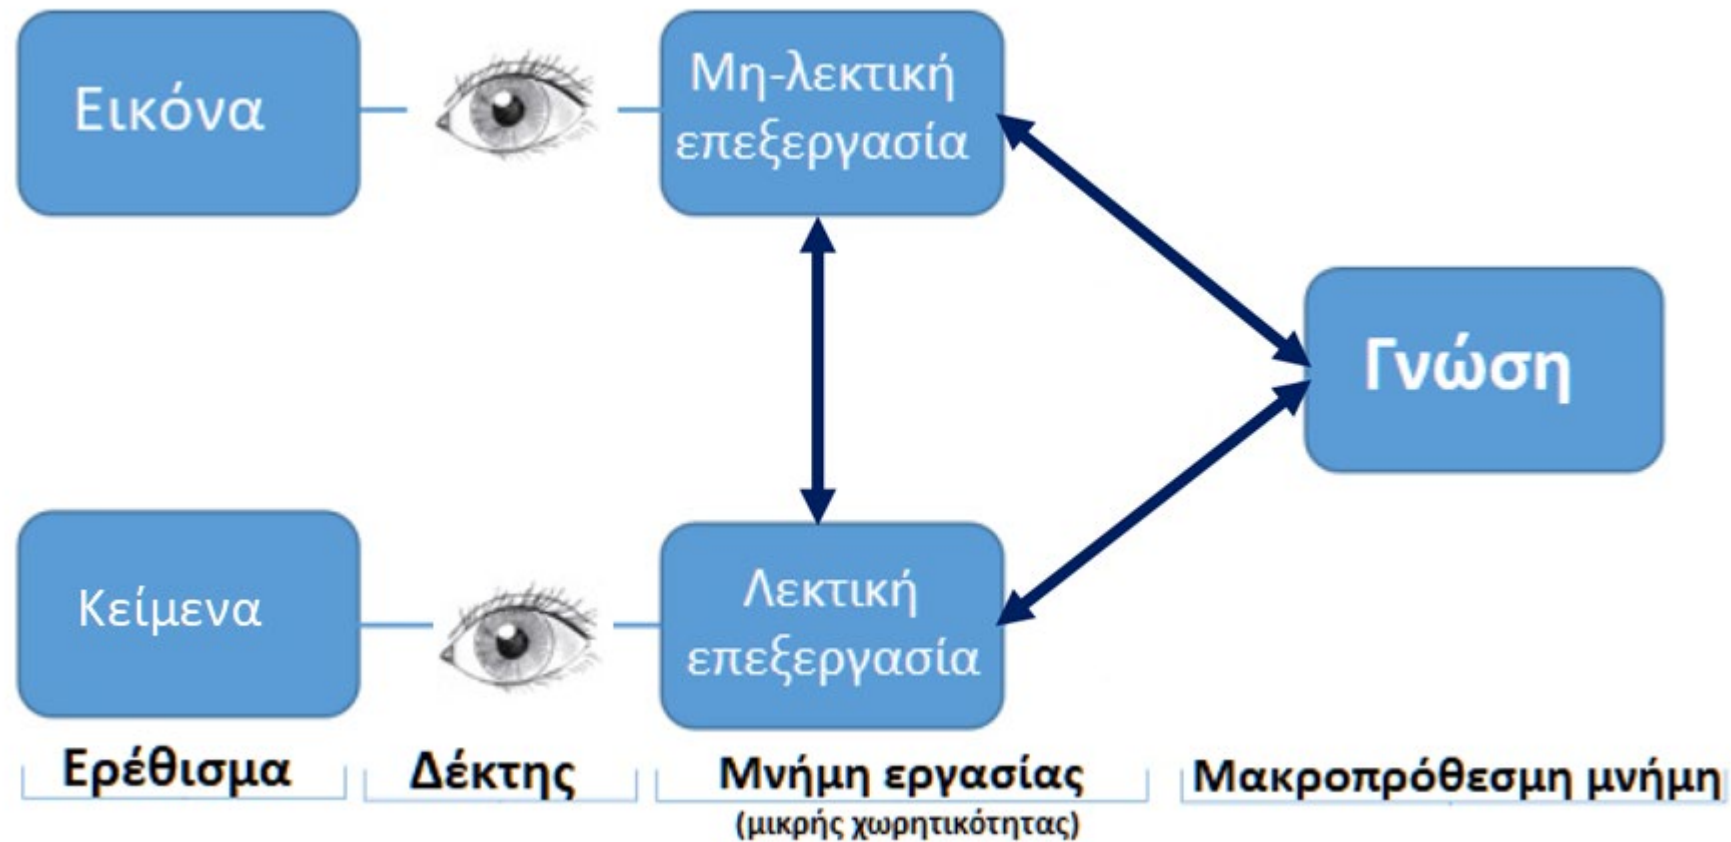 Εικόνα
Μη-λεκτική
επεξεργασία
Γνώση
Κείμενα
Λεκτική
επεξεργασία
Ερέθισμα
Δέκτης
Μνήμη εργασίας
(μικρής χωρητικότητας)
Μακροπρόθεσμη μνήμη